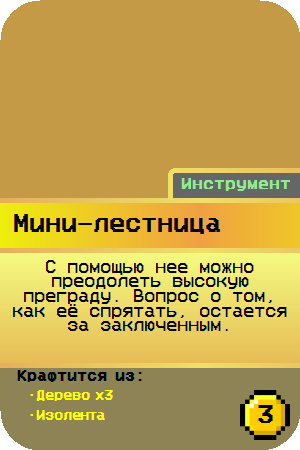 Инструмент
Мини-лестница
С помощью нее можно
преодолеть высокую
преграду. Вопрос о том,
как её спрятать, остается
за заключенным.
Крафтится из:
·Дерево x3
·Изолента
3